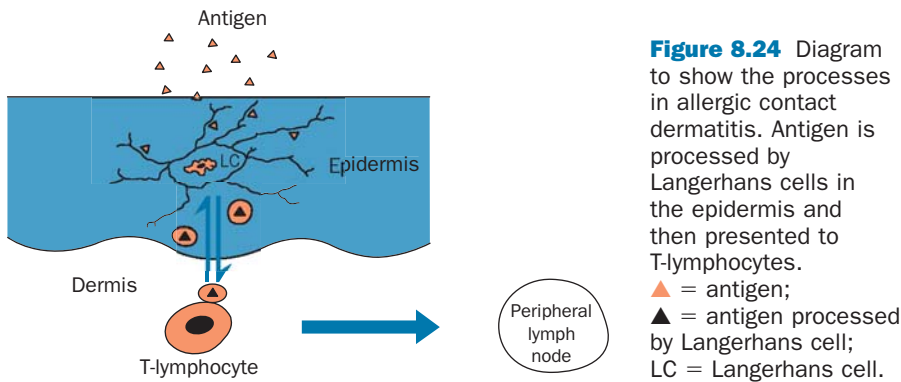 Antigen
LC
Epidermis
Dermis
T-lymphocyte
Peripheral
lymph
node
Figure 8.24 Diagram
to show the processes
in allergic contact
dermatitis. Antigen is
processed by
Langerhans cells in
the epidermis and
then presented to
T-lymphocytes.
▲ = antigen;
▲ = antigen processed
by Langerhans cell;
LC = Langerhans cell.